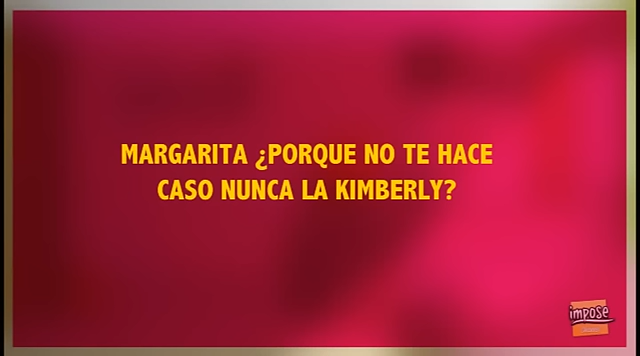 MARGARITA ¿PORQUE NO TE HACE
CASO NUNCA LA KIMBERLY?
impose